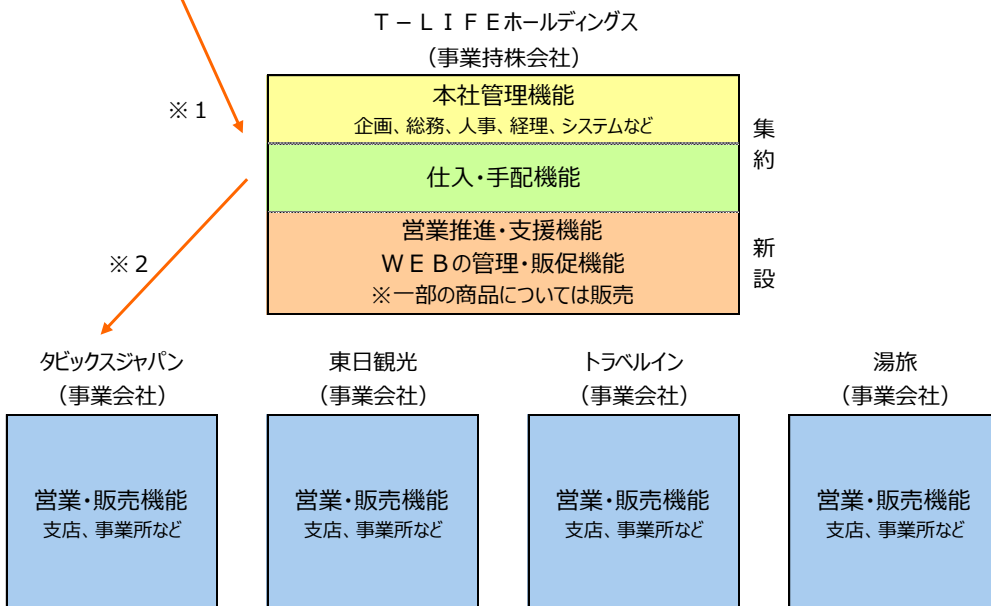 T－ＬＩＦＥホールディングス
（事業持株会社）
※１
本社管理機能
企画、総務、人事、経理、システムなど
仕入・手配機能
集約
※２
営業推進・支援機能
ＷＥＢの管理・販促機能
※一部の商品については販売
新設
タビックスジャパン
（事業会社）
東日観光
（事業会社）
トラベルイン
（事業会社）
湯旅
（事業会社）
営業・販売機能
支店、事業所など
営業・販売機能
支店、事業所など
営業・販売機能
支店、事業所など
営業・販売機能
支店、事業所など